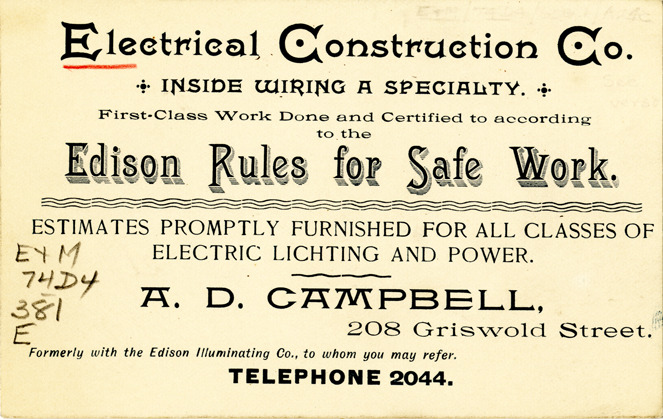 Electrical Construction Co.
INSIDE WIRING A SPECIALTY.
First-Class Work Done and Certified to according
to the
Edison Rules for Safe Work.
ESTIMATES PROMPTLY FURNISHED FOR ALL CLASSES OF
ELECTRIC LICHTING AND POWER.
A. D. CAMPBELL,
208 Griswold Street.
E&M
74D4
381
E
Formerly with the Edison Illuminating Co., to whom you may refer.
TELEPHONE 2044.